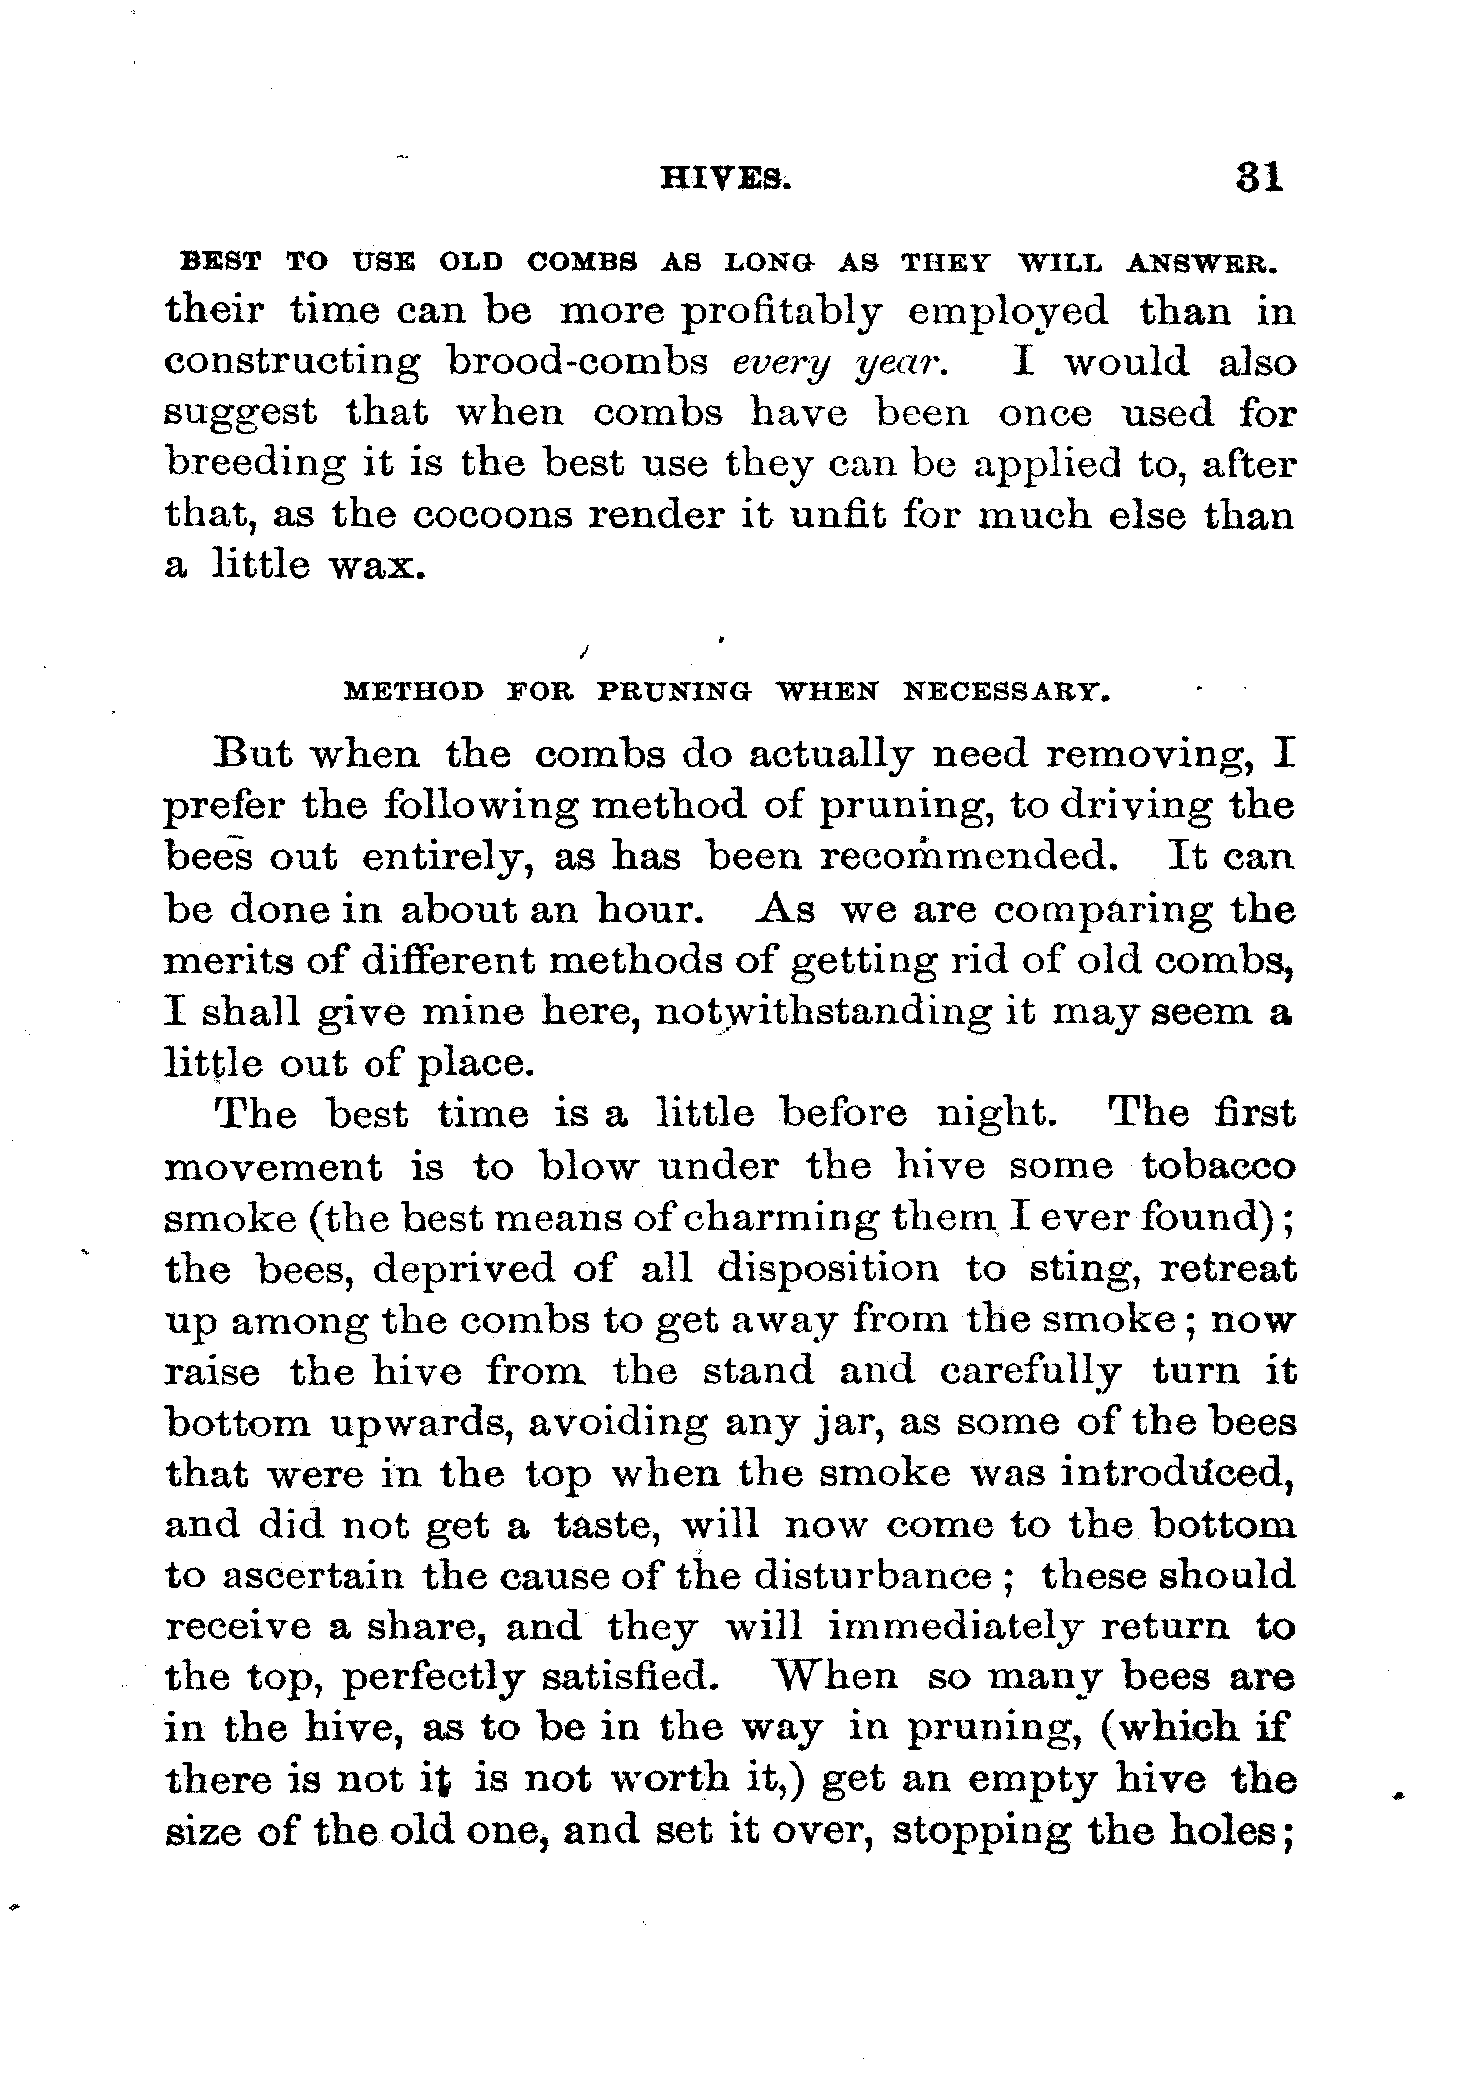 HIVES. 31
BEST TO USE OLD COMBS AS LONG AS THEY WILL ANSWER.
their time can be more profitably employed than in
constructing brood-combs every year. I would also
suggest that when combs have been once used for
breeding it is the best use they can be applied to, after
that, as the cocoons render it unfit for much else than
a little wax.
METHOD FOR PRUNING WHEN NECESSARY.
But when the combs do actually need removing, I
prefer the following method of pruning, to driving the
bees out entirely, as has been recommended. It can
be done in about an hour. As we are comparing the
merits of different methods of getting rid of old combs,
I shall give mine here, notwithstanding it may seem a
little out of place.
The best time is a little before night. The first
movement is to blow under the hive some tobacco
smoke (the best means of charming them I ever found);
the bees, deprived of all disposition to sting, retreat
up among the combs to get away from the smoke; now
raise the hive from the stand and carefully turn it
bottom upwards, avoiding any jar, as some of the bees
that were in the top when the smoke was introduced,
and did not get a taste, will now come to the bottom
to ascertain the cause of the disturbance; these should
receive a share, and they will immediately return to
the top, perfectly satisfied. When so many bees are
in the hive, as to be in the way in pruning, (which if
there is not it is not worth it,) get an empty hive the
size of the old one, and set it over, stopping the holes;